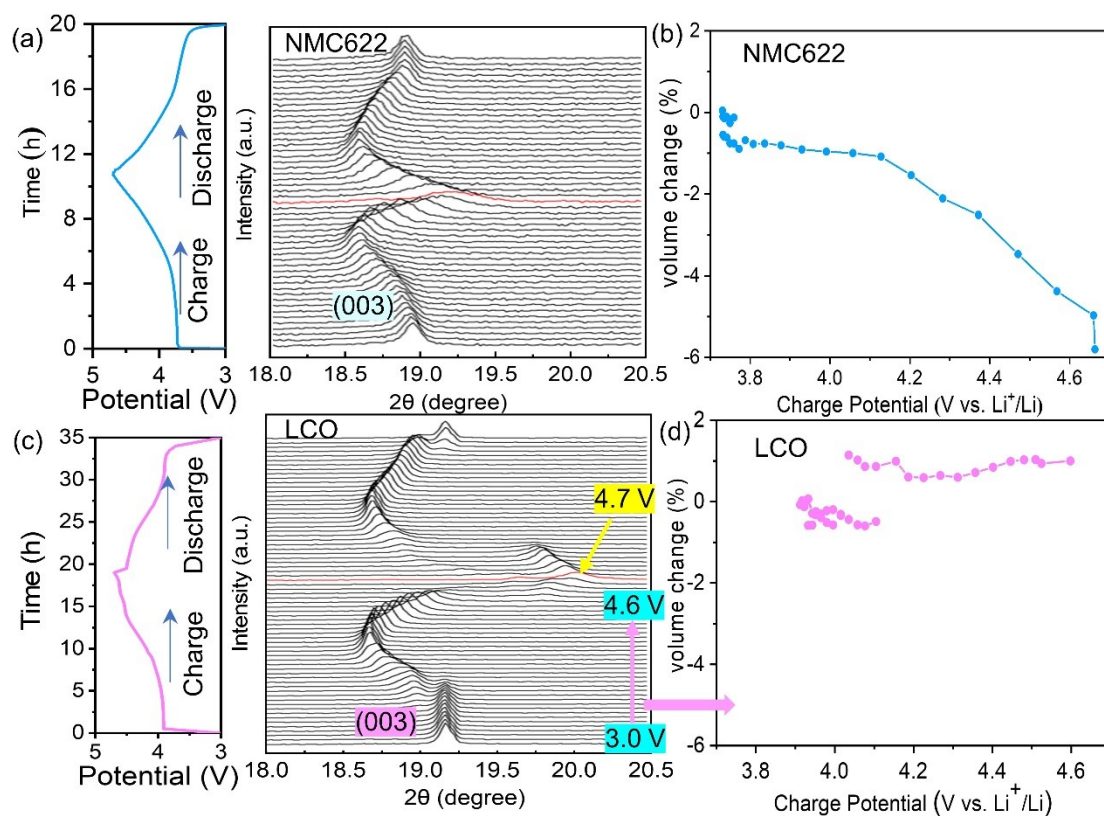 (a)
20
16
12
8
4
0
Time (h)
Charge
Discharge
5 4 3
Potential (V)
NMC622
Intensity (a.u.)
(003)
18.0 18.5 19.0 19.5 20.0 20.5
2θ (degree)
(b)
2
0
-2
-4
-6
volume change (%)
NMC622
3.8 4.0 4.2 4.4 4.6
Charge Potential (V vs. Li⁺/Li)
(c)
35
30
25
20
15
10
5
0
Time (h)
Charge
Discharge
5 4 3
Potential (V)
LCO
Intensity (a.u.)
4.7 V
4.6 V
(003)
3.0 V
18.0 18.5 19.0 19.5 20.0 20.5
2θ (degree)
(d)
2
0
-2
-4
-6
volume change (%)
LCO
3.8 4.0 4.2 4.4 4.6
Charge Potential (V vs. Li⁺/Li)